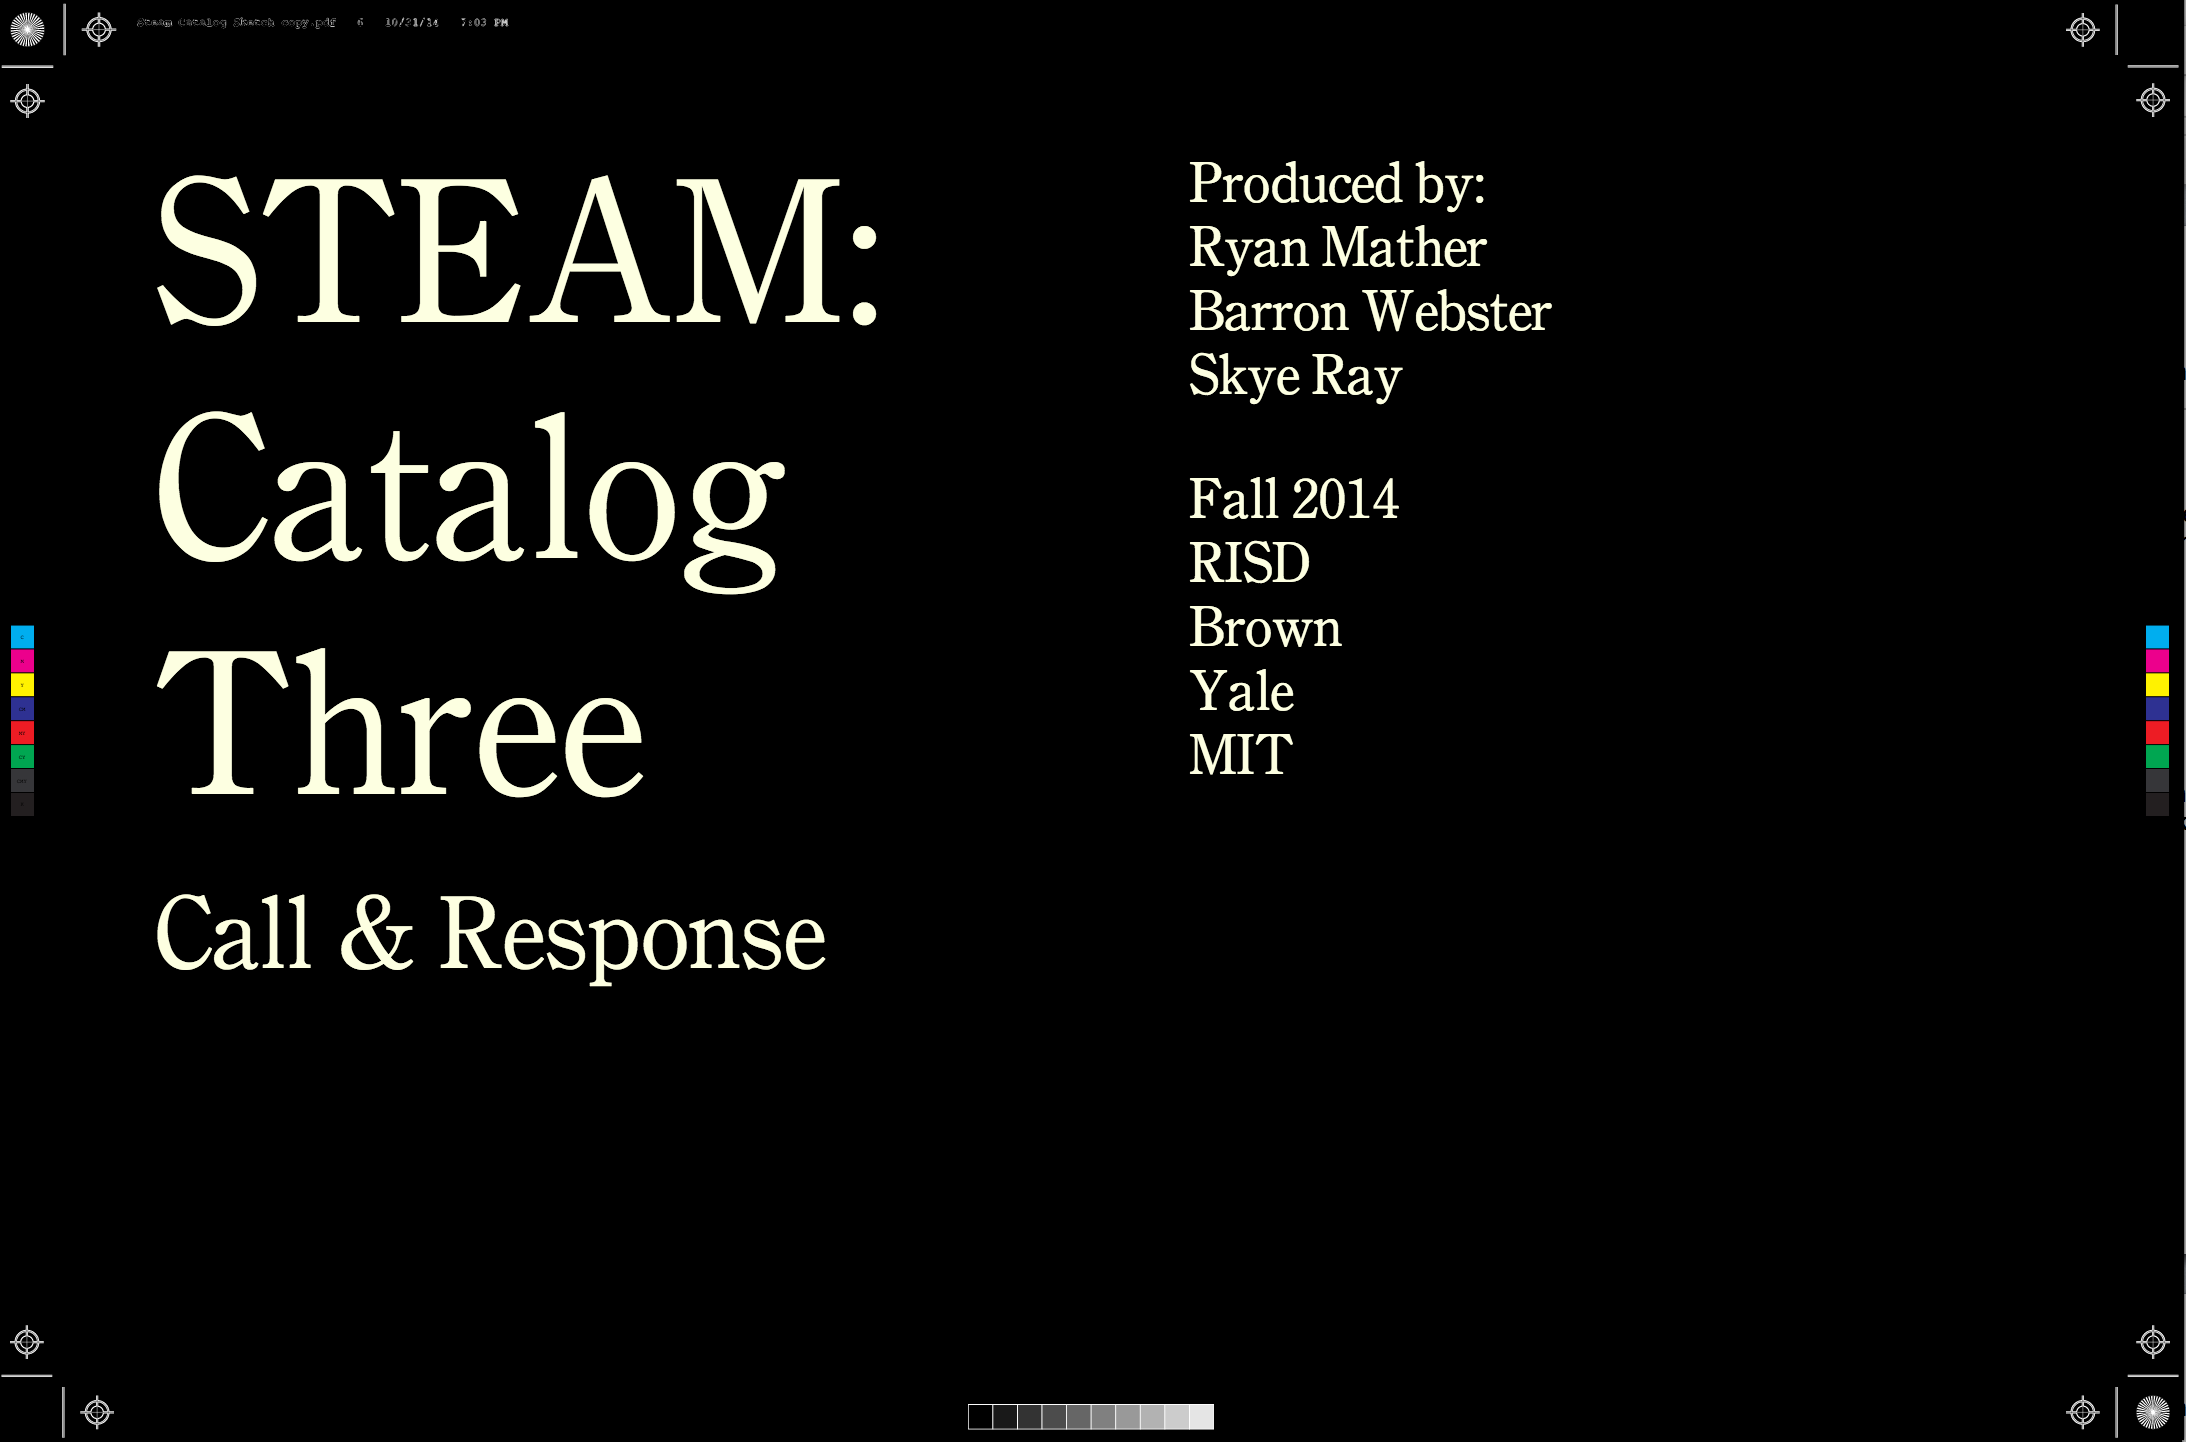 Steam Catalog Sketch copy.pdf 6 10/21/14 7:03 PM
STEAM:
Catalog
Three
Call & Response
Produced by:
Ryan Mather
Barron Webster
Skye Ray
Fall 2014
RISD
Brown
Yale
MIT